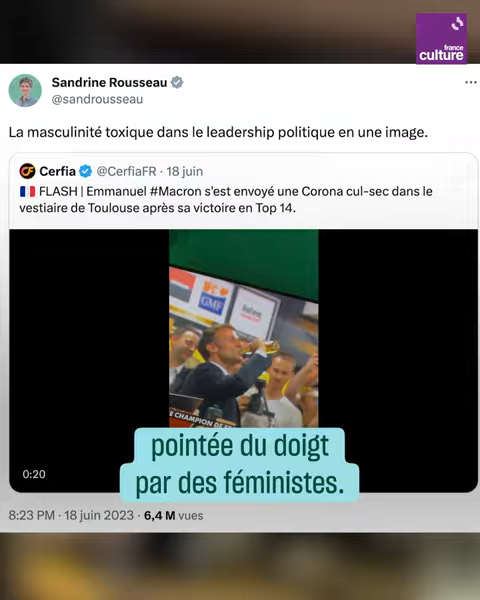 france
culture
Sandrine Rousseau
@sandrousseau
La masculinité toxique dans le leadership politique en une image.
Cerfia @CerfiaFR · 18 juin
🇫🇷 FLASH | Emmanuel #Macron s'est envoyé une Corona cul-sec dans le
vestiaire de Toulouse après sa victoire en Top 14.
GMF
CHAMPION DE F
pointée du doigt
par des féministes.
0:20
8:23 PM · 18 juin 2023 · 6,4 M vues